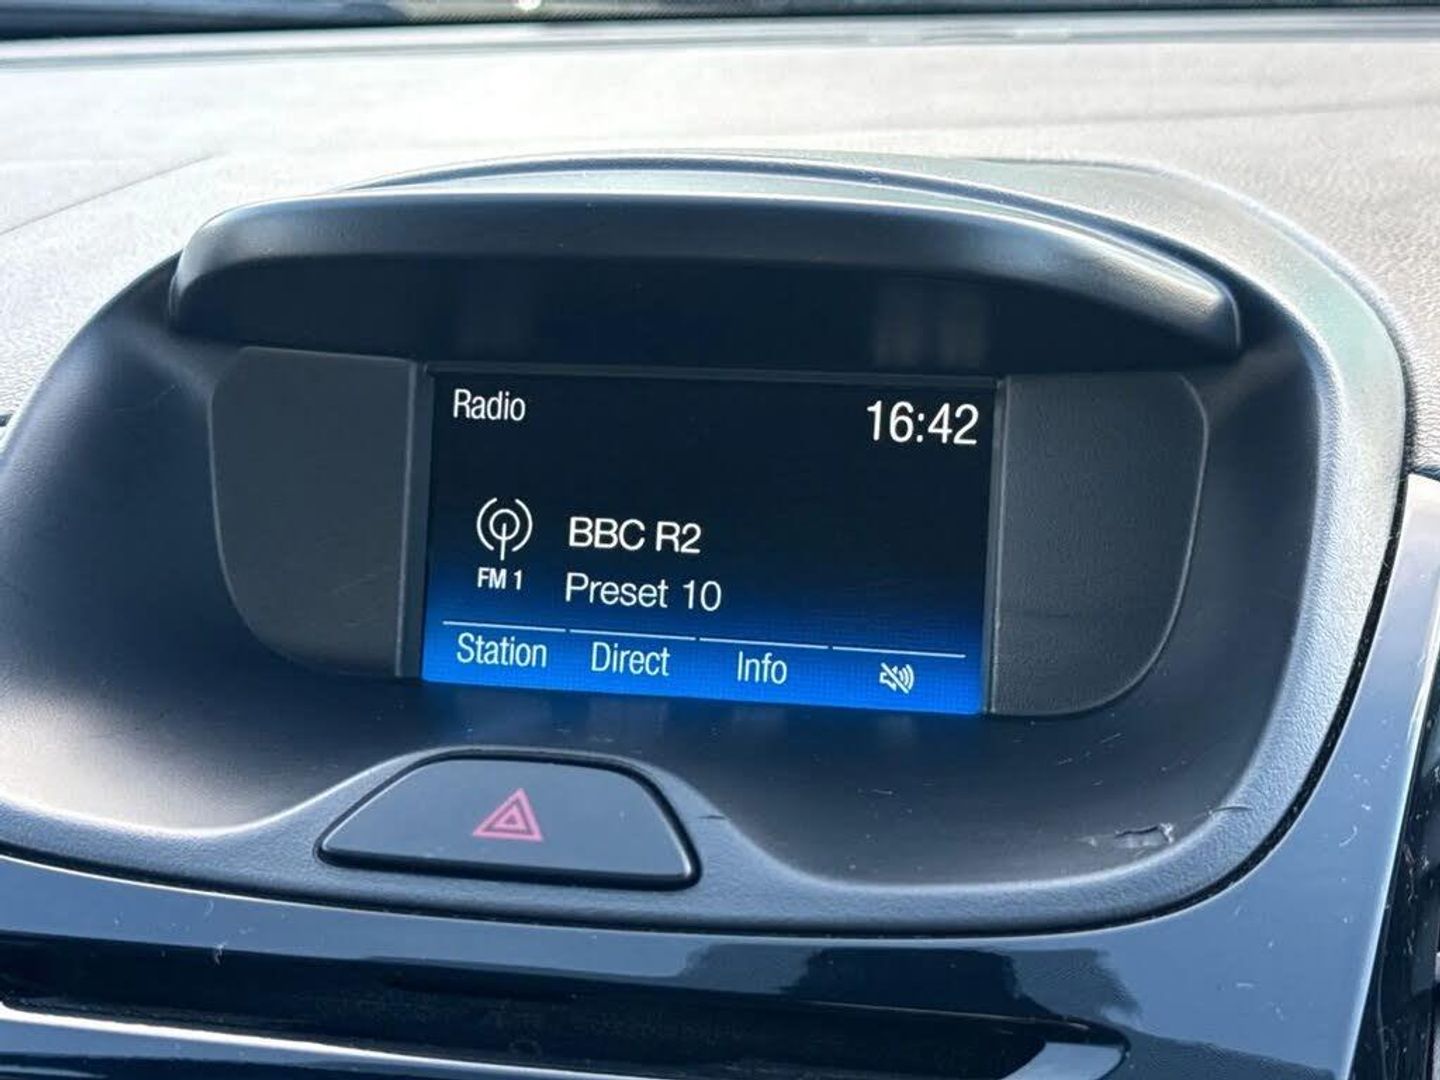 Radio
16:42
BBC R2
FM 1
Preset 10
Station Direct Info